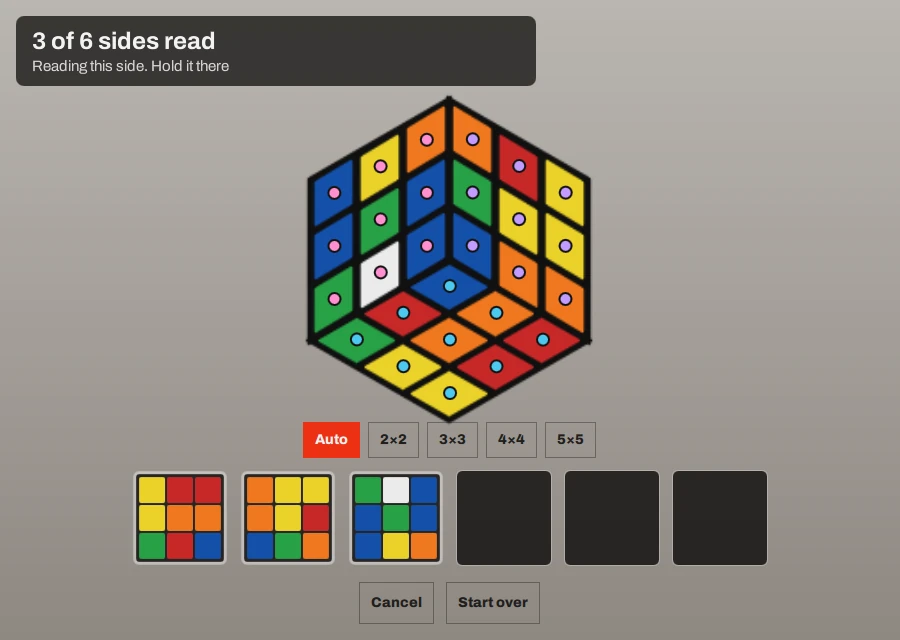 3 of 6 sides read
Reading this side. Hold it there
Auto
2×2
3×3
4×4
5×5
Cancel
Start over